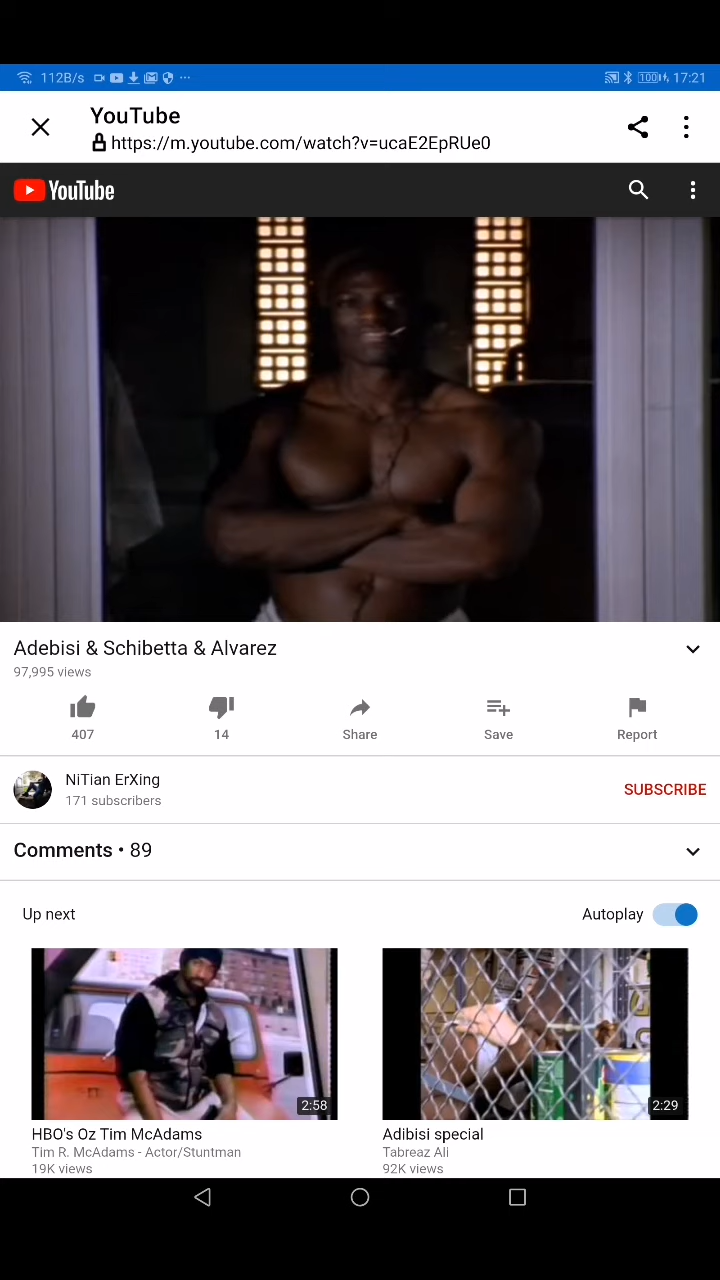 112B/s ... 100 17:21
YouTube
https://m.youtube.com/watch?v=ucaE2EpRUe0
YouTube
Adebisi & Schibetta & Alvarez
97,995 views
407 14 Share Save Report
NiTian ErXing
171 subscribers
SUBSCRIBE
Comments • 89
Up next Autoplay
2:58 2:29
HBO's Oz Tim McAdams
Tim R. McAdams - Actor/Stuntman
19K views
Adibisi special
Tabreaz Ali
92K views